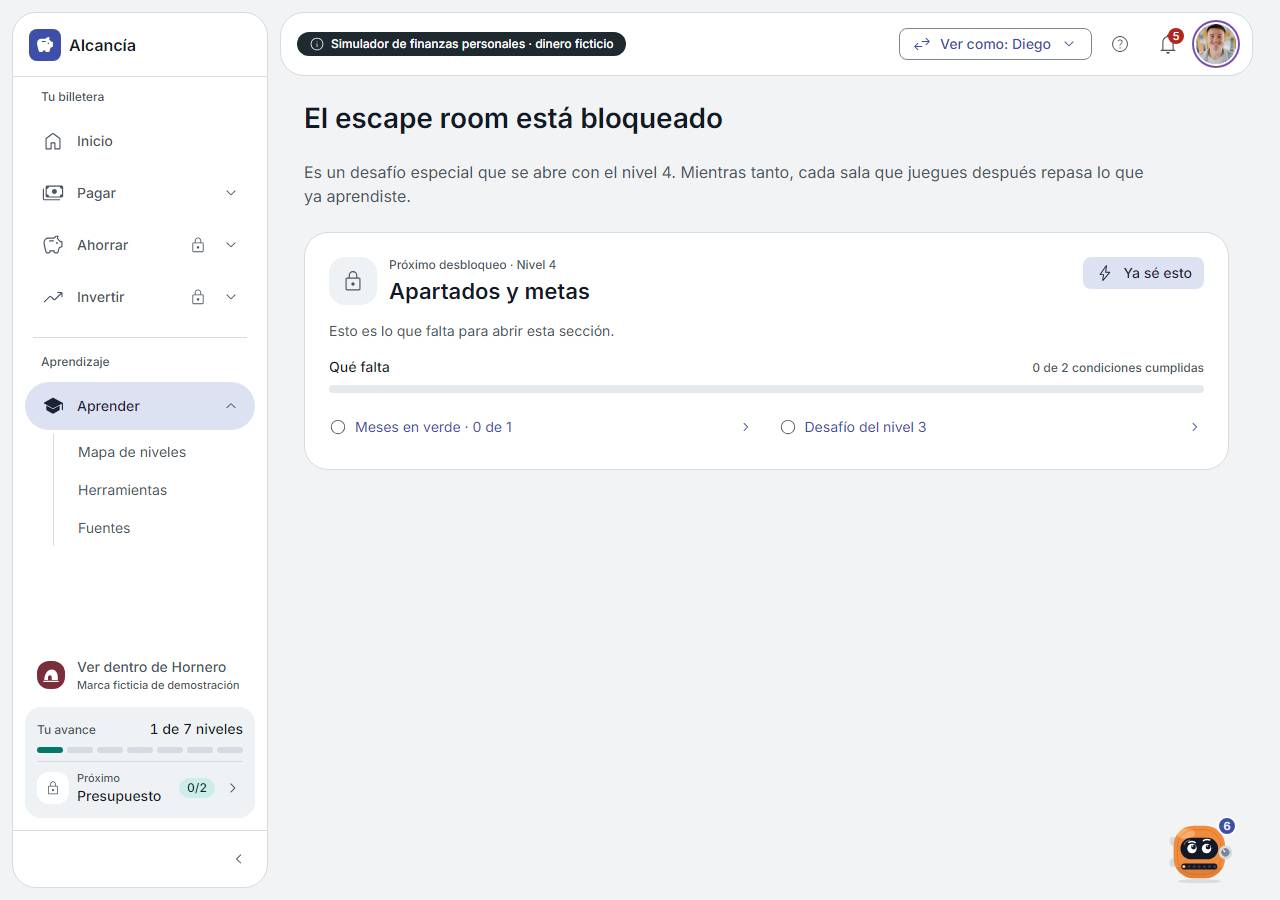 Alcancía
Tu billetera
Inicio
Pagar
Ahorrar
Invertir
Aprendizaje
Aprender
Mapa de niveles
Herramientas
Fuentes
Ver dentro de Hornero
Marca ficticia de demostración
Tu avance
1 de 7 niveles
Próximo
Presupuesto
0/2
Simulador de finanzas personales · dinero ficticio
Ver como: Diego
5
El escape room está bloqueado
Es un desafío especial que se abre con el nivel 4. Mientras tanto, cada sala que juegues después repasa lo que
ya aprendiste.
Próximo desbloqueo · Nivel 4
Apartados y metas
Ya sé esto
Esto es lo que falta para abrir esta sección.
Qué falta
0 de 2 condiciones cumplidas
Meses en verde · 0 de 1
Desafío del nivel 3
6